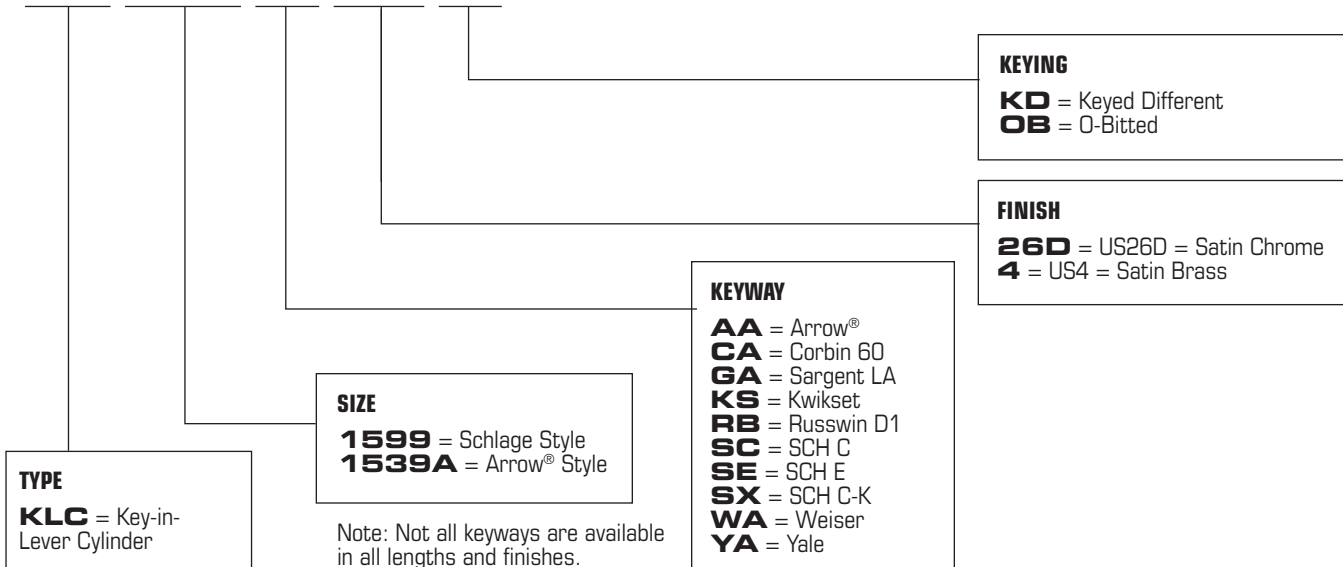 KEYING
KD = Keyed Different
OB = O-Bitted
FINISH
26D = US26D = Satin Chrome
4 = US4 = Satin Brass
KEYWAY
AA = Arrow®
CA = Corbin 60
GA = Sargent LA
KS = Kwikset
RB = Russwin D1
SC = SCH C
SE = SCH E
SX = SCH C-K
WA = Weiser
YA = Yale
SIZE
1599 = Schlage Style
1539A = Arrow® Style
Note: Not all keyways are available
in all lengths and finishes.
TYPE
KLC = Key-in-
Lever Cylinder